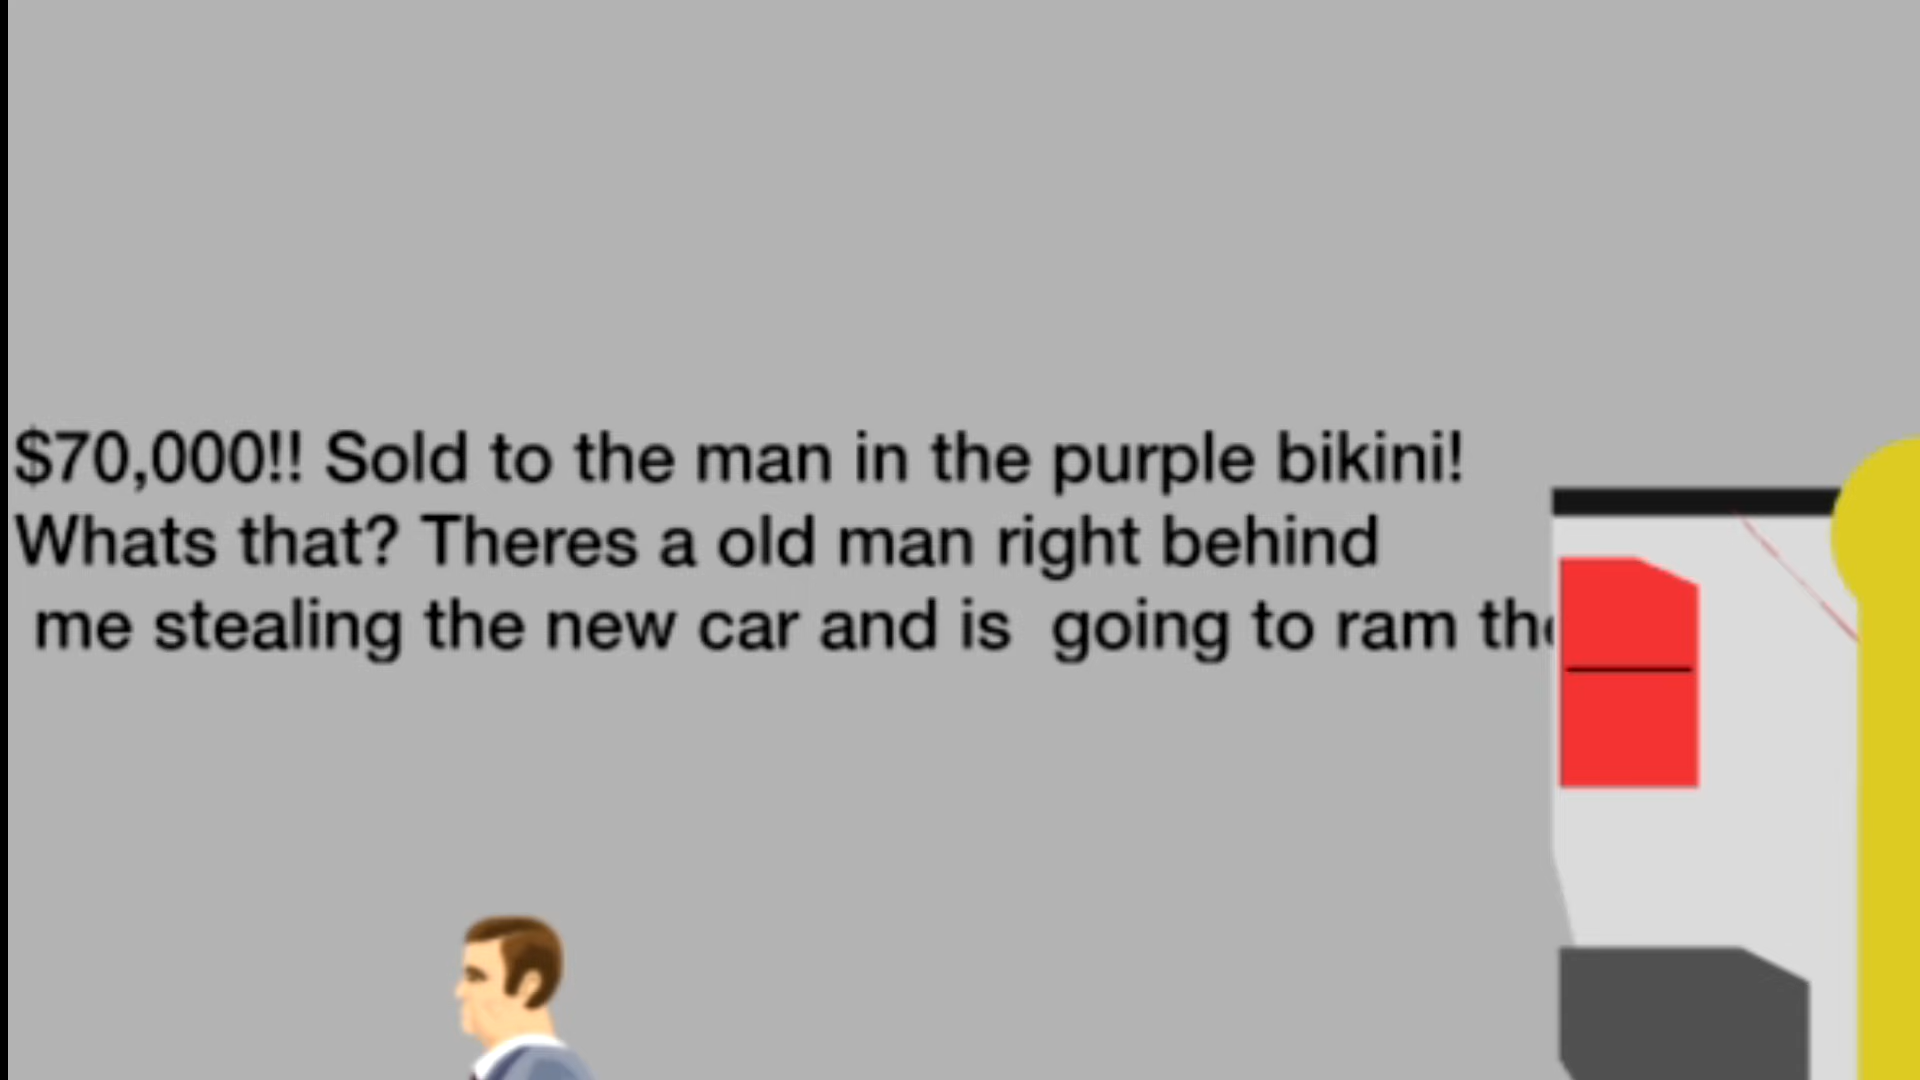 $70,000!! Sold to the man in the purple bikini!
Whats that? Theres a old man right behind
me stealing the new car and is  going to ram